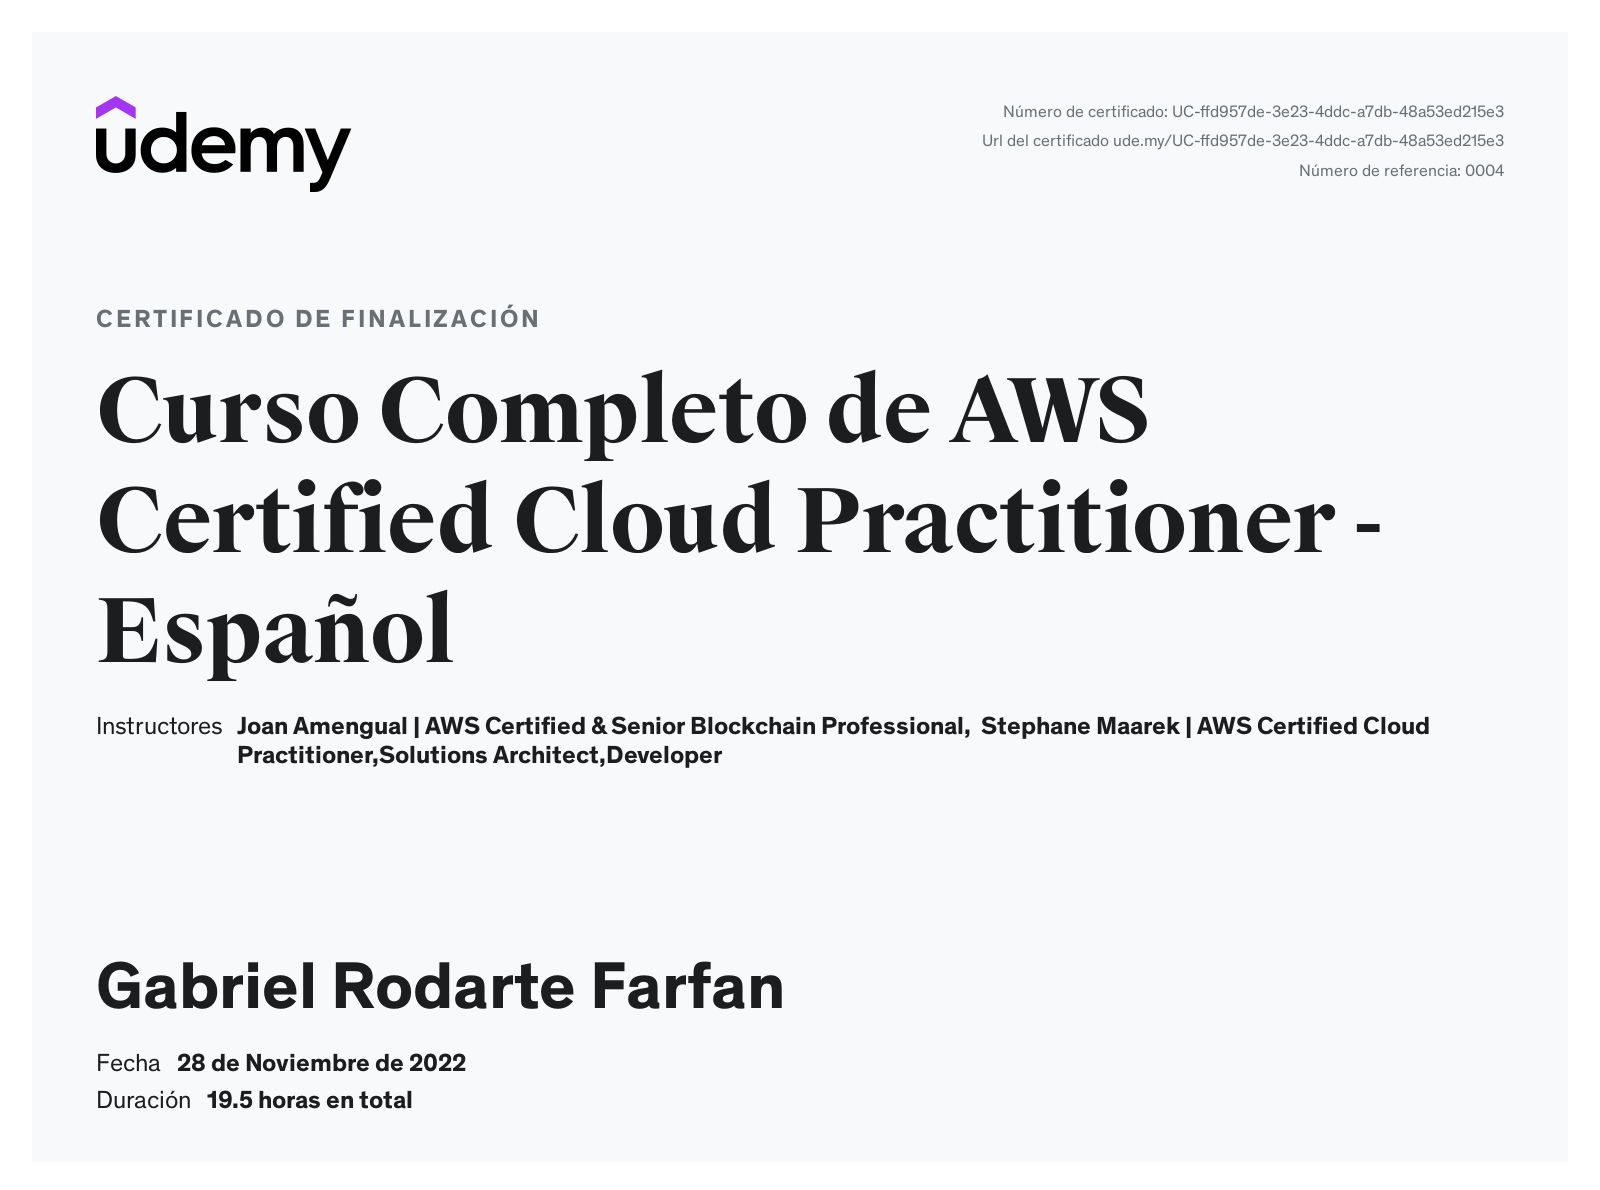 udemy
Número de certificado: UC-ffd957de-3e23-4ddc-a7db-48a53ed215e3
Url del certificado ude.my/UC-ffd957de-3e23-4ddc-a7db-48a53ed215e3
Número de referencia: 0004
CERTIFICADO DE FINALIZACIÓN
Curso Completo de AWS
Certified Cloud Practitioner -
Español
Instructores Joan Amengual | AWS Certified & Senior Blockchain Professional, Stephane Maarek | AWS Certified Cloud
Practitioner,Solutions Architect,Developer
Gabriel Rodarte Farfan
Fecha 28 de Noviembre de 2022
Duración 19.5 horas en total